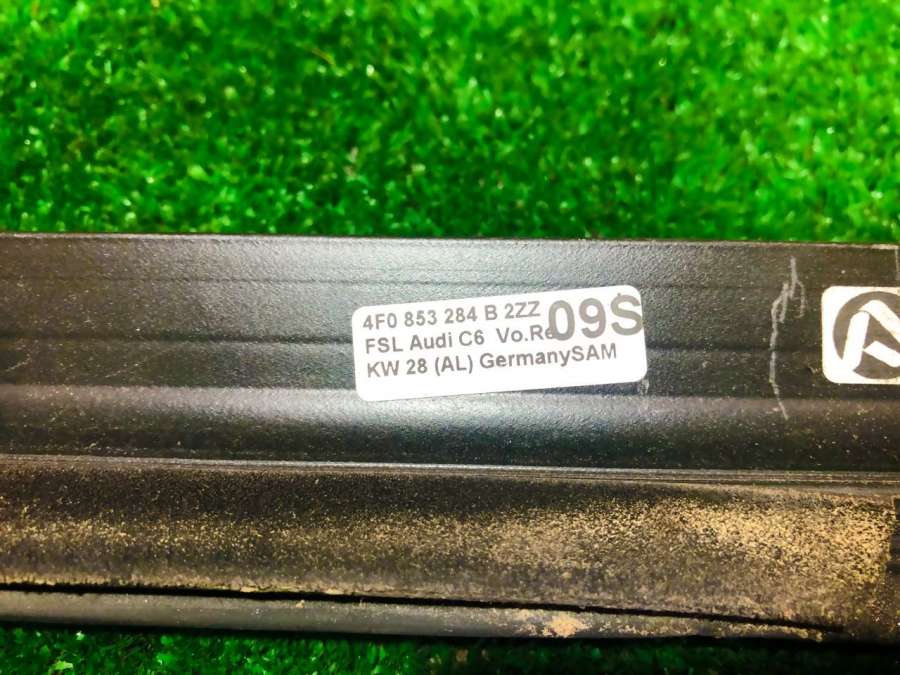 4F0 853 284 B 2ZZ 09S
FSL Audi C6 Vo.Re
KW 28 (AL) GermanySAM